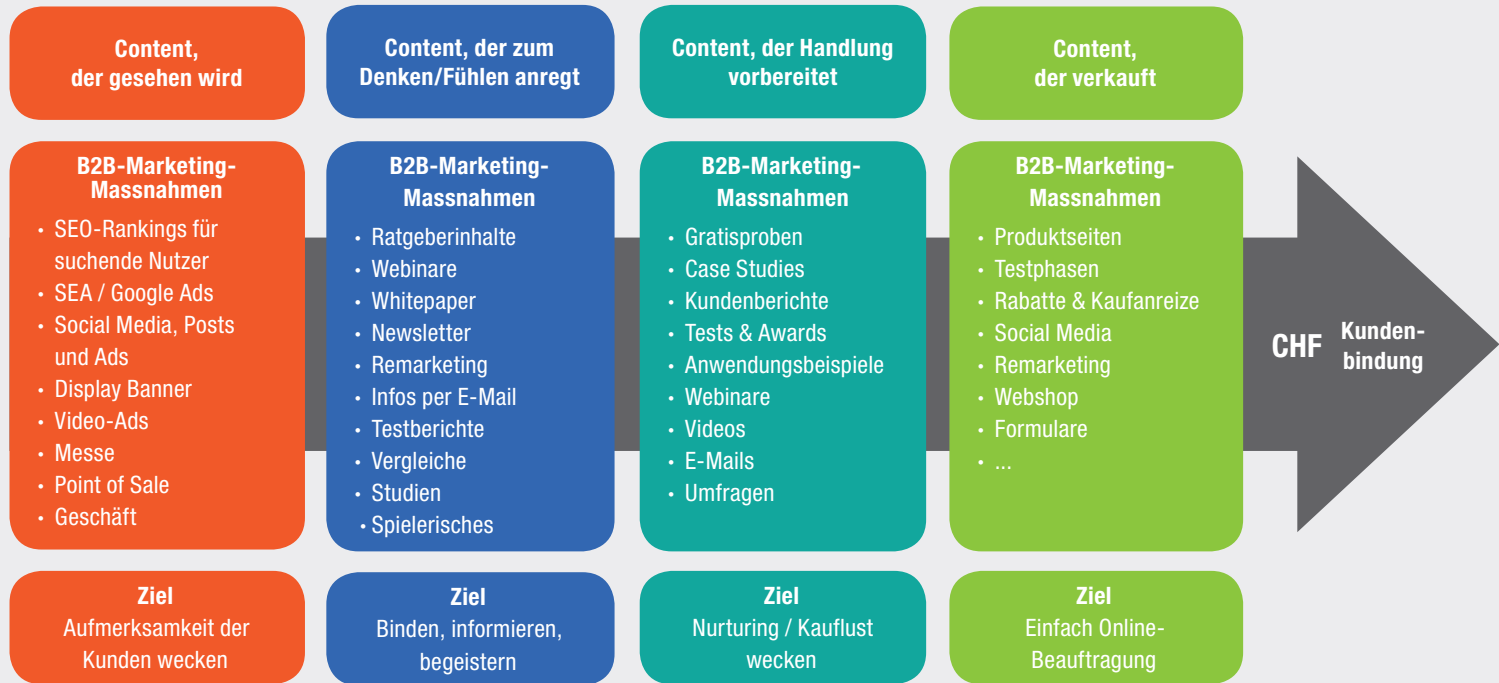 Content,
der gesehen wird
Content, der zum
Denken/Fühlen anregt
Content, der Handlung
vorbereitet
Content,
der verkauft
B2B-Marketing-
Massnahmen
• SEO-Rankings für
suchende Nutzer
• SEA / Google Ads
• Social Media, Posts
und Ads
• Display Banner
• Video-Ads
• Messe
• Point of Sale
• Geschäft
B2B-Marketing-
Massnahmen
• Ratgeberinhalte
• Webinare
• Whitepaper
• Newsletter
• Remarketing
• Infos per E-Mail
• Testberichte
• Vergleiche
• Studien
• Spielerisches
B2B-Marketing-
Massnahmen
• Gratisproben
• Case Studies
• Kundenberichte
• Tests & Awards
• Anwendungsbeispiele
• Webinare
• Videos
• E-Mails
• Umfragen
B2B-Marketing-
Massnahmen
• Produktseiten
• Testphasen
• Rabatte & Kaufanreize
• Social Media
• Remarketing
• Webshop
• Formulare
• ...
CHF
Kunden-
bindung
Ziel
Aufmerksamkeit der
Kunden wecken
Ziel
Binden, informieren,
begeistern
Ziel
Nurturing / Kauflust
wecken
Ziel
Einfach Online-
Beauftragung